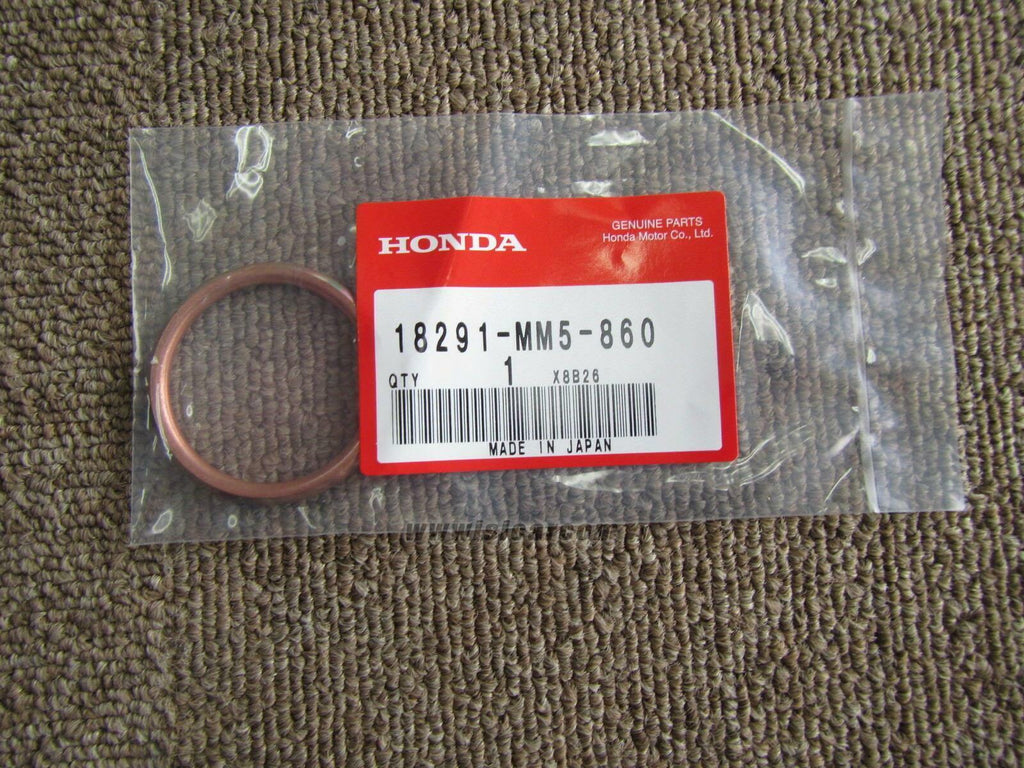 HONDA
GENUINE PARTS
Honda Motor Co., Ltd.
18291-MM5-860
QTY 1 X8B26
MADE IN JAPAN